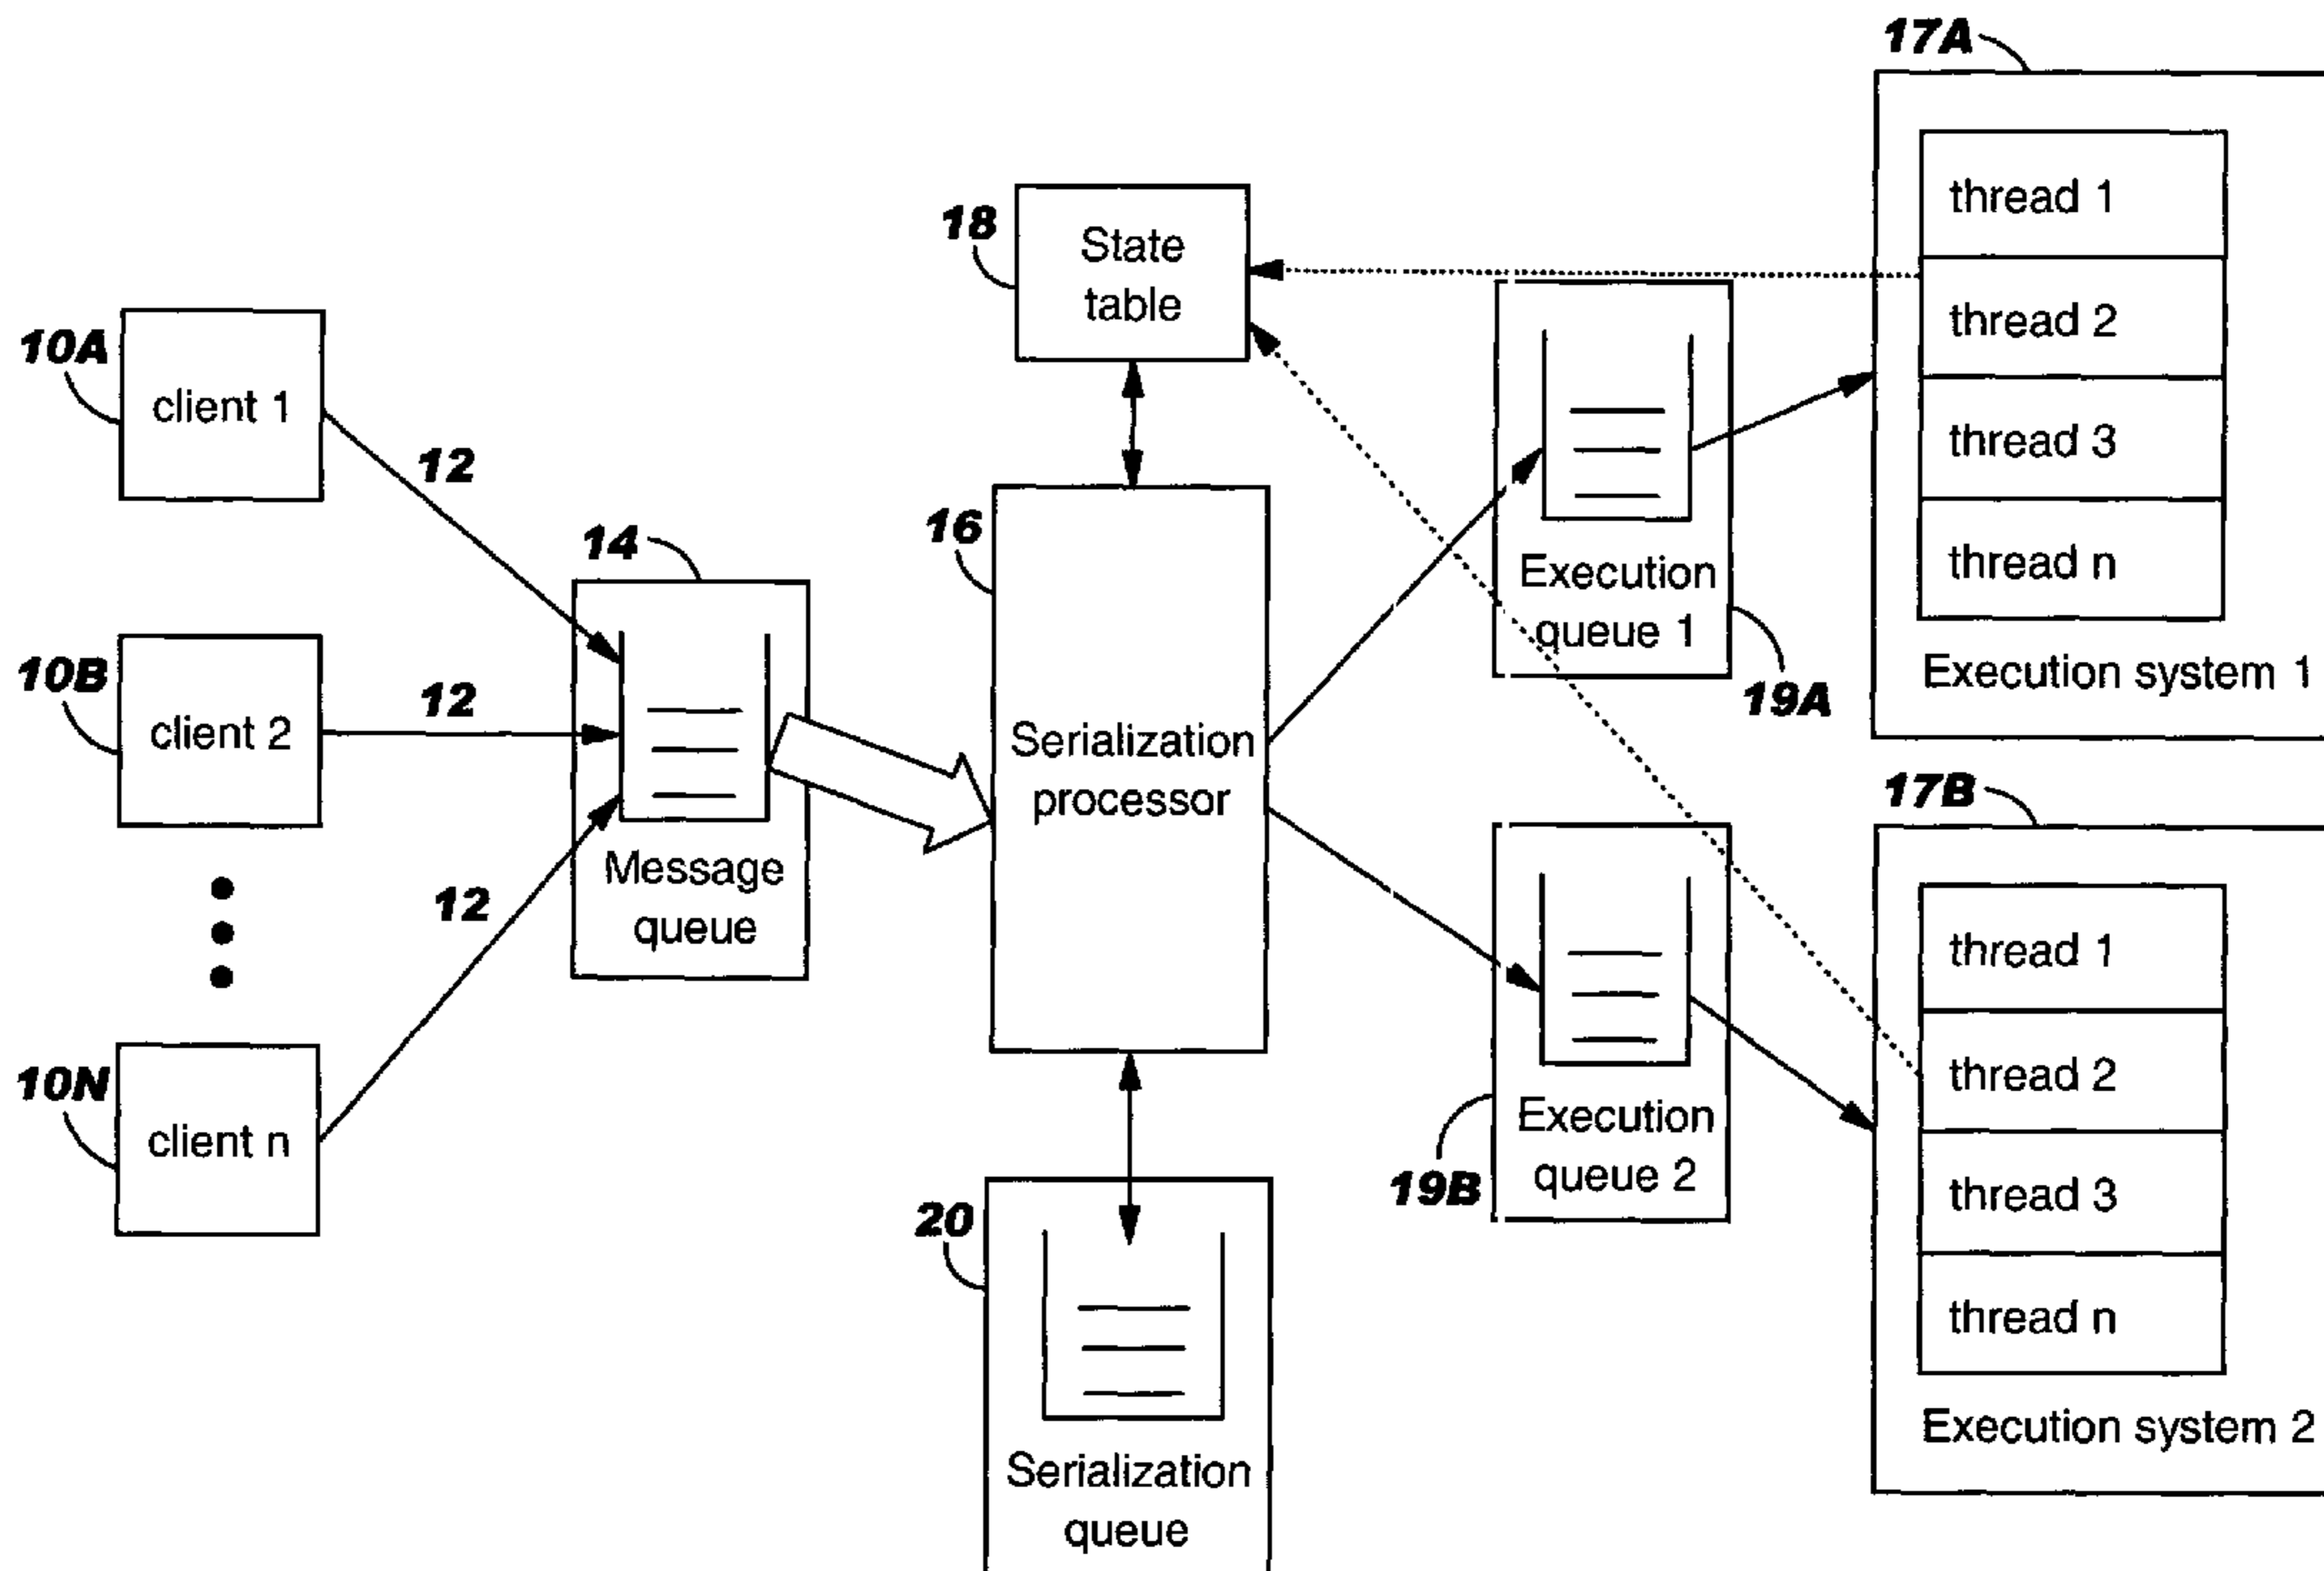 17A
thread 1
thread 2
thread 3
thread n
Execution system 1
18
State
table
10A
client 1
12
14
16
Execution
queue 1
19A
10B
client 2
12
Message
queue
Serialization
processor
17B
thread 1
thread 2
thread 3
thread n
Execution system 2
12
10N
client n
Execution
queue 2
19B
20
Serialization
queue